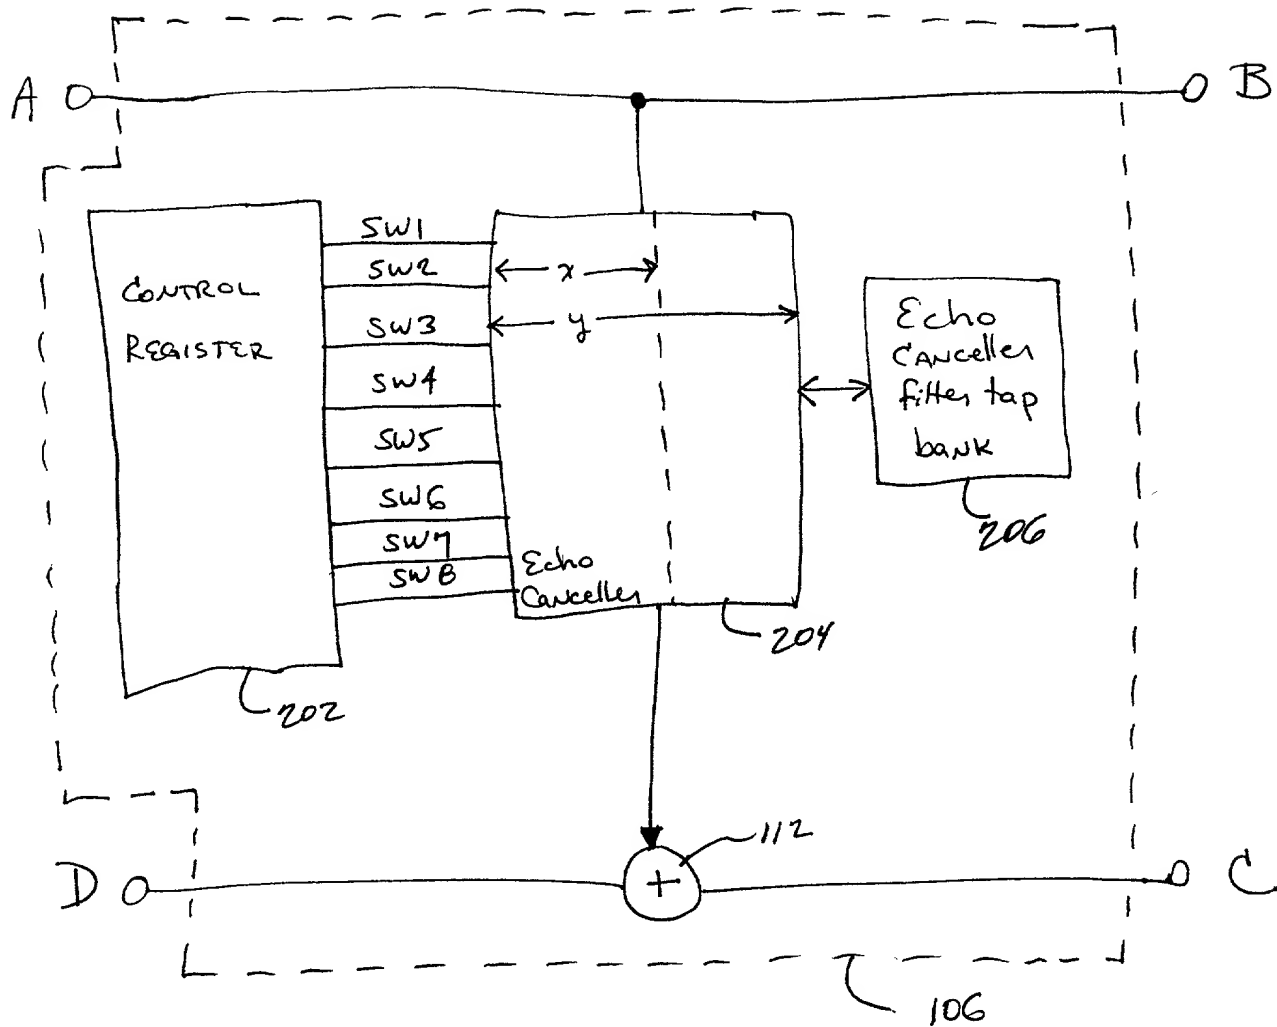 A
B
SW1
SW2
x
CONTROL
REGISTER
SW3
y
Echo
Canceller
filter tap
bank
SW4
SW5
SW6
206
SW7
SW8
Echo
Canceller
204
202
112
D
+
C
106